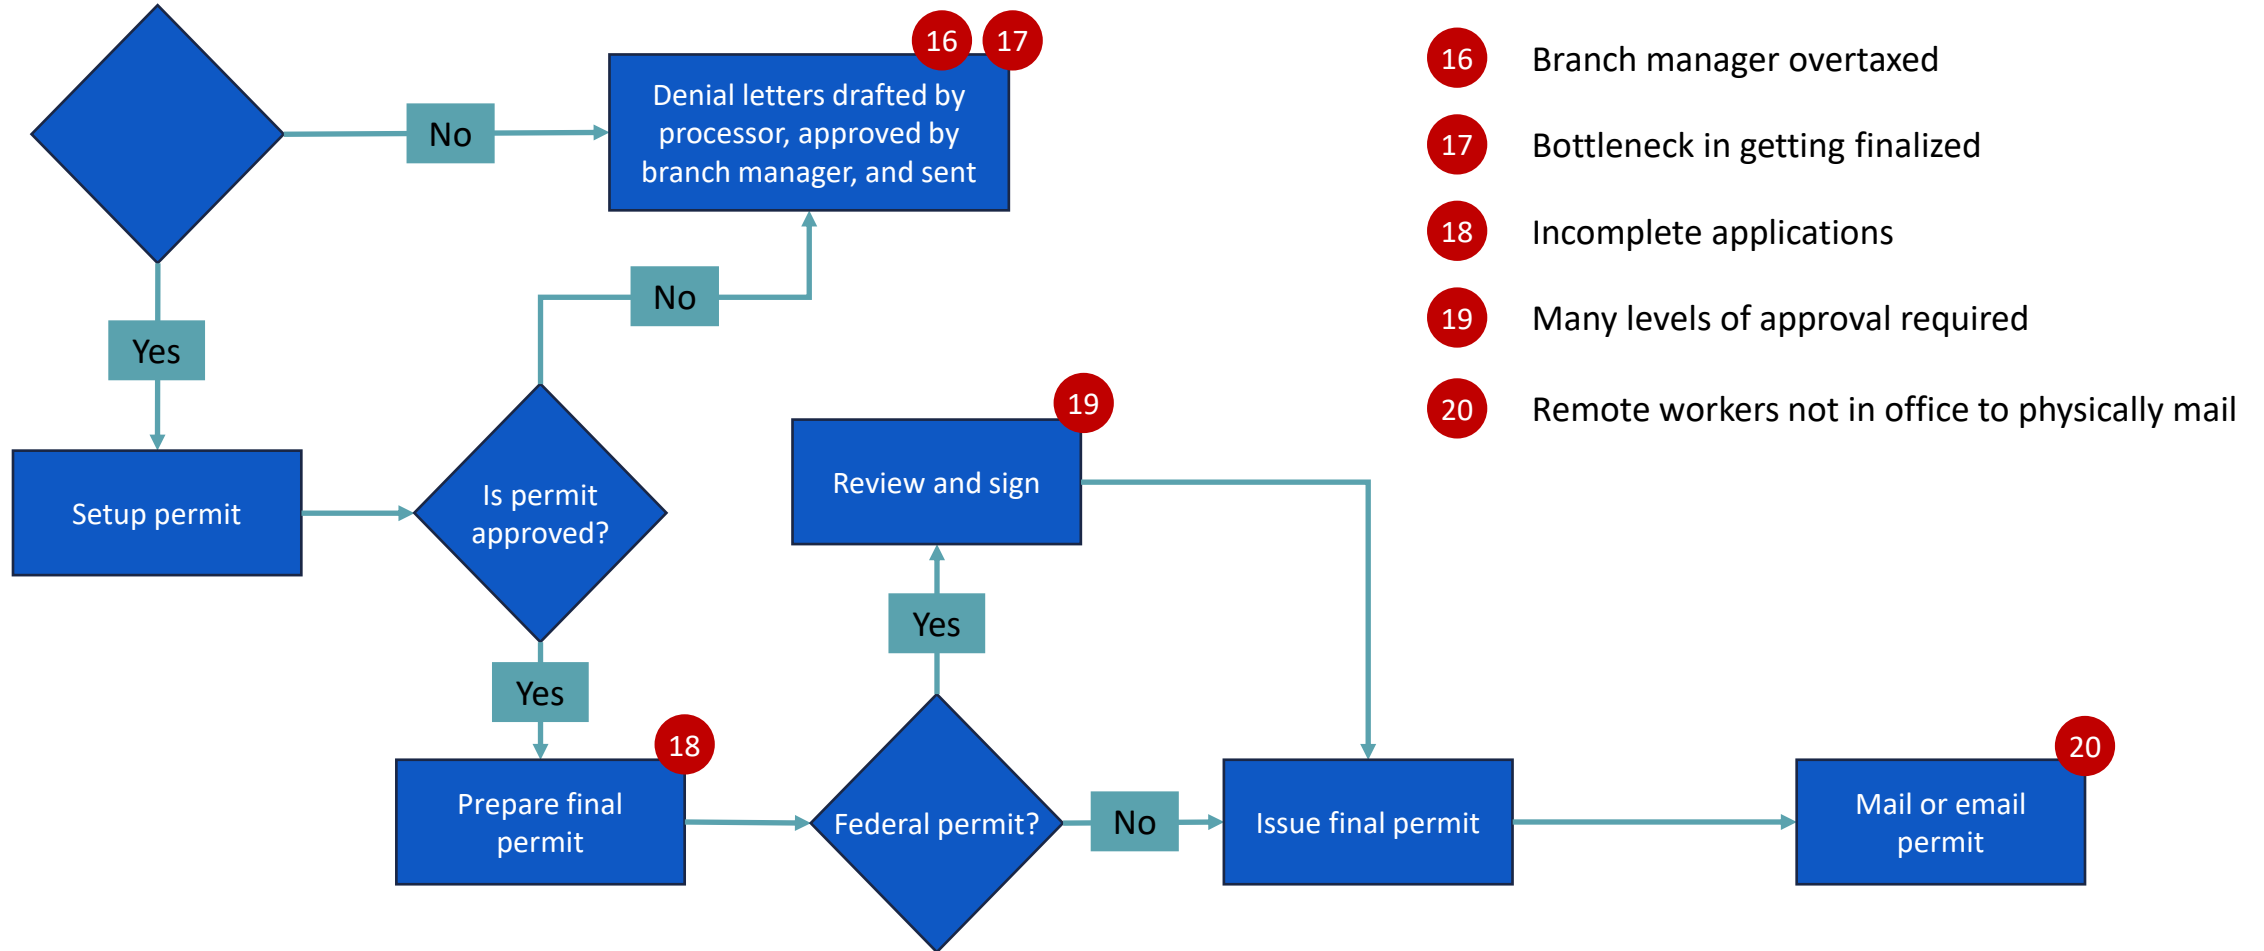 16 17
No
Denial letters drafted by
processor, approved by
branch manager, and sent
No
Yes
Setup permit
Is permit
approved?
Yes
18
Prepare final
permit
19
Review and sign
Yes
Federal permit?
No
Issue final permit
20
Mail or email
permit
16 Branch manager overtaxed
17 Bottleneck in getting finalized
18 Incomplete applications
19 Many levels of approval required
20 Remote workers not in office to physically mail